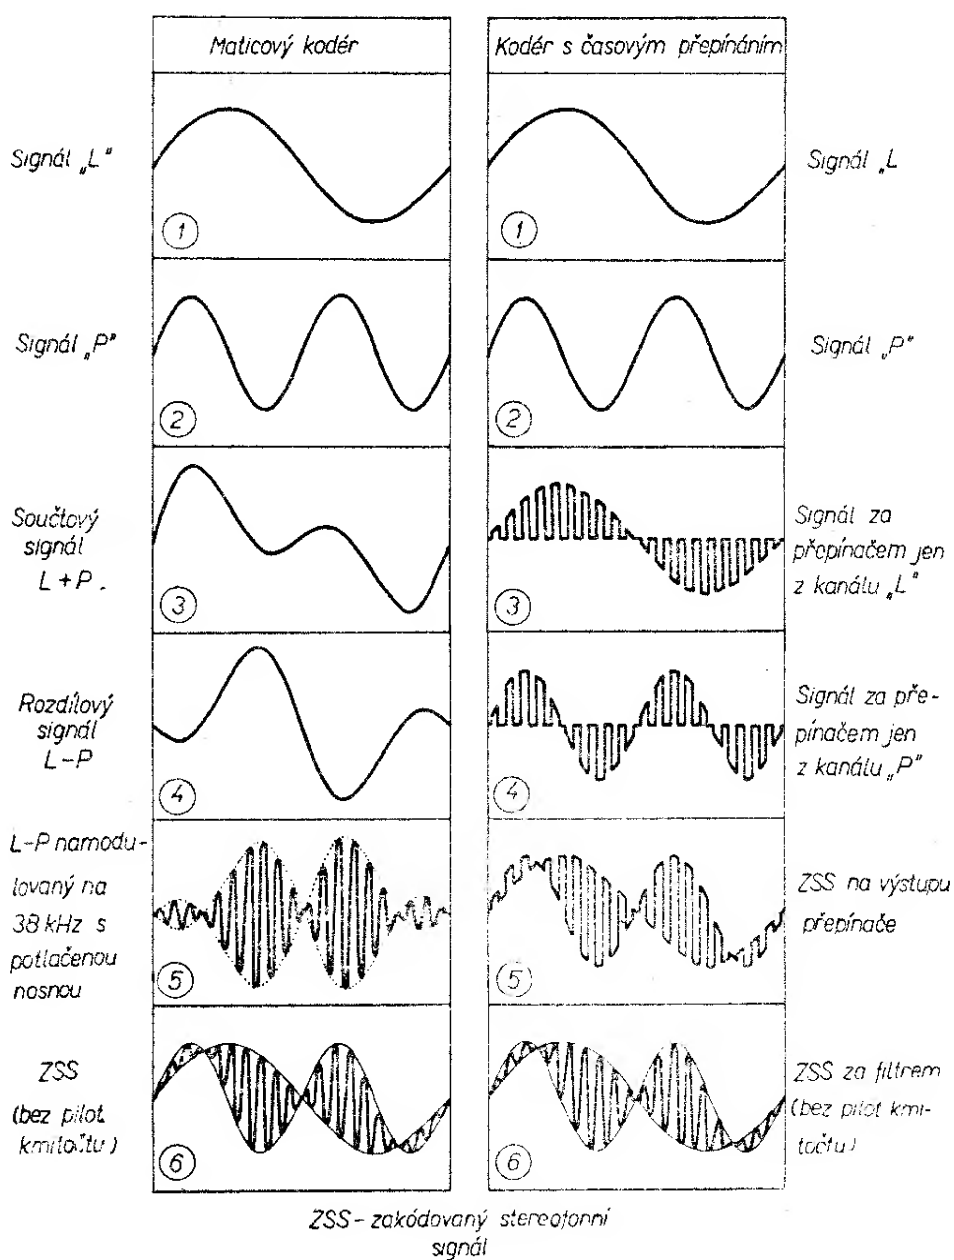 Maticový kodér
Kodér s časovým přepínáním
Signál „L"
1
1
Signál „L
Signál „P"
2
2
Signál „P"
Součtový
signál
L+P.
3
3
Signál za
přepínačem jen
z kanálu „L"
Rozdílový
signál
L-P
4
4
Signál za pře-
pínačem jen
z kanálu „P"
L-P namodu-
lovaný na
38 kHz s
potlačenou
nosnou
5
5
ZSS na výstupu
přepínače
ZSS
(bez pilot.
kmitočtu)
6
6
ZSS za filtrem
(bez pilot kmi-
točtu)
ZSS - zakódovaný stereofonní
signál